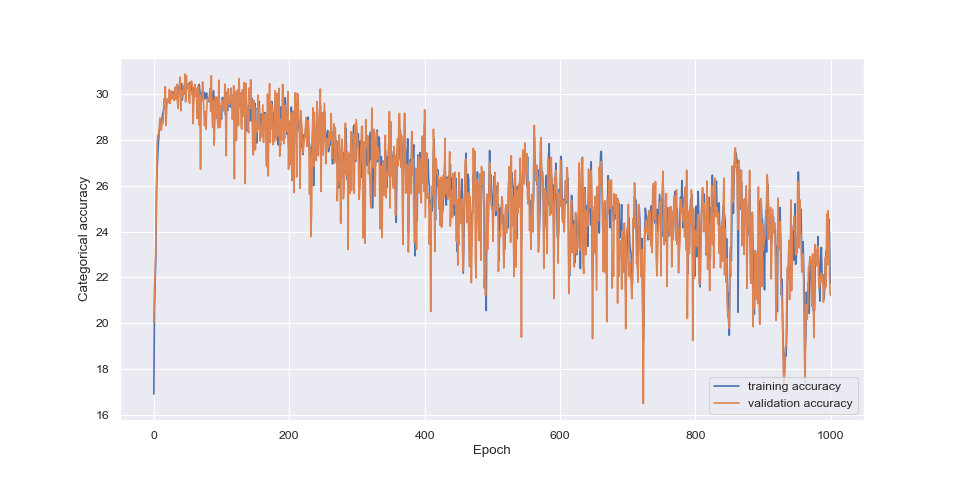 Categorical accuracy
30
28
26
24
22
20
18
16
0 200 400 600 800 1000
Epoch
training accuracy
validation accuracy